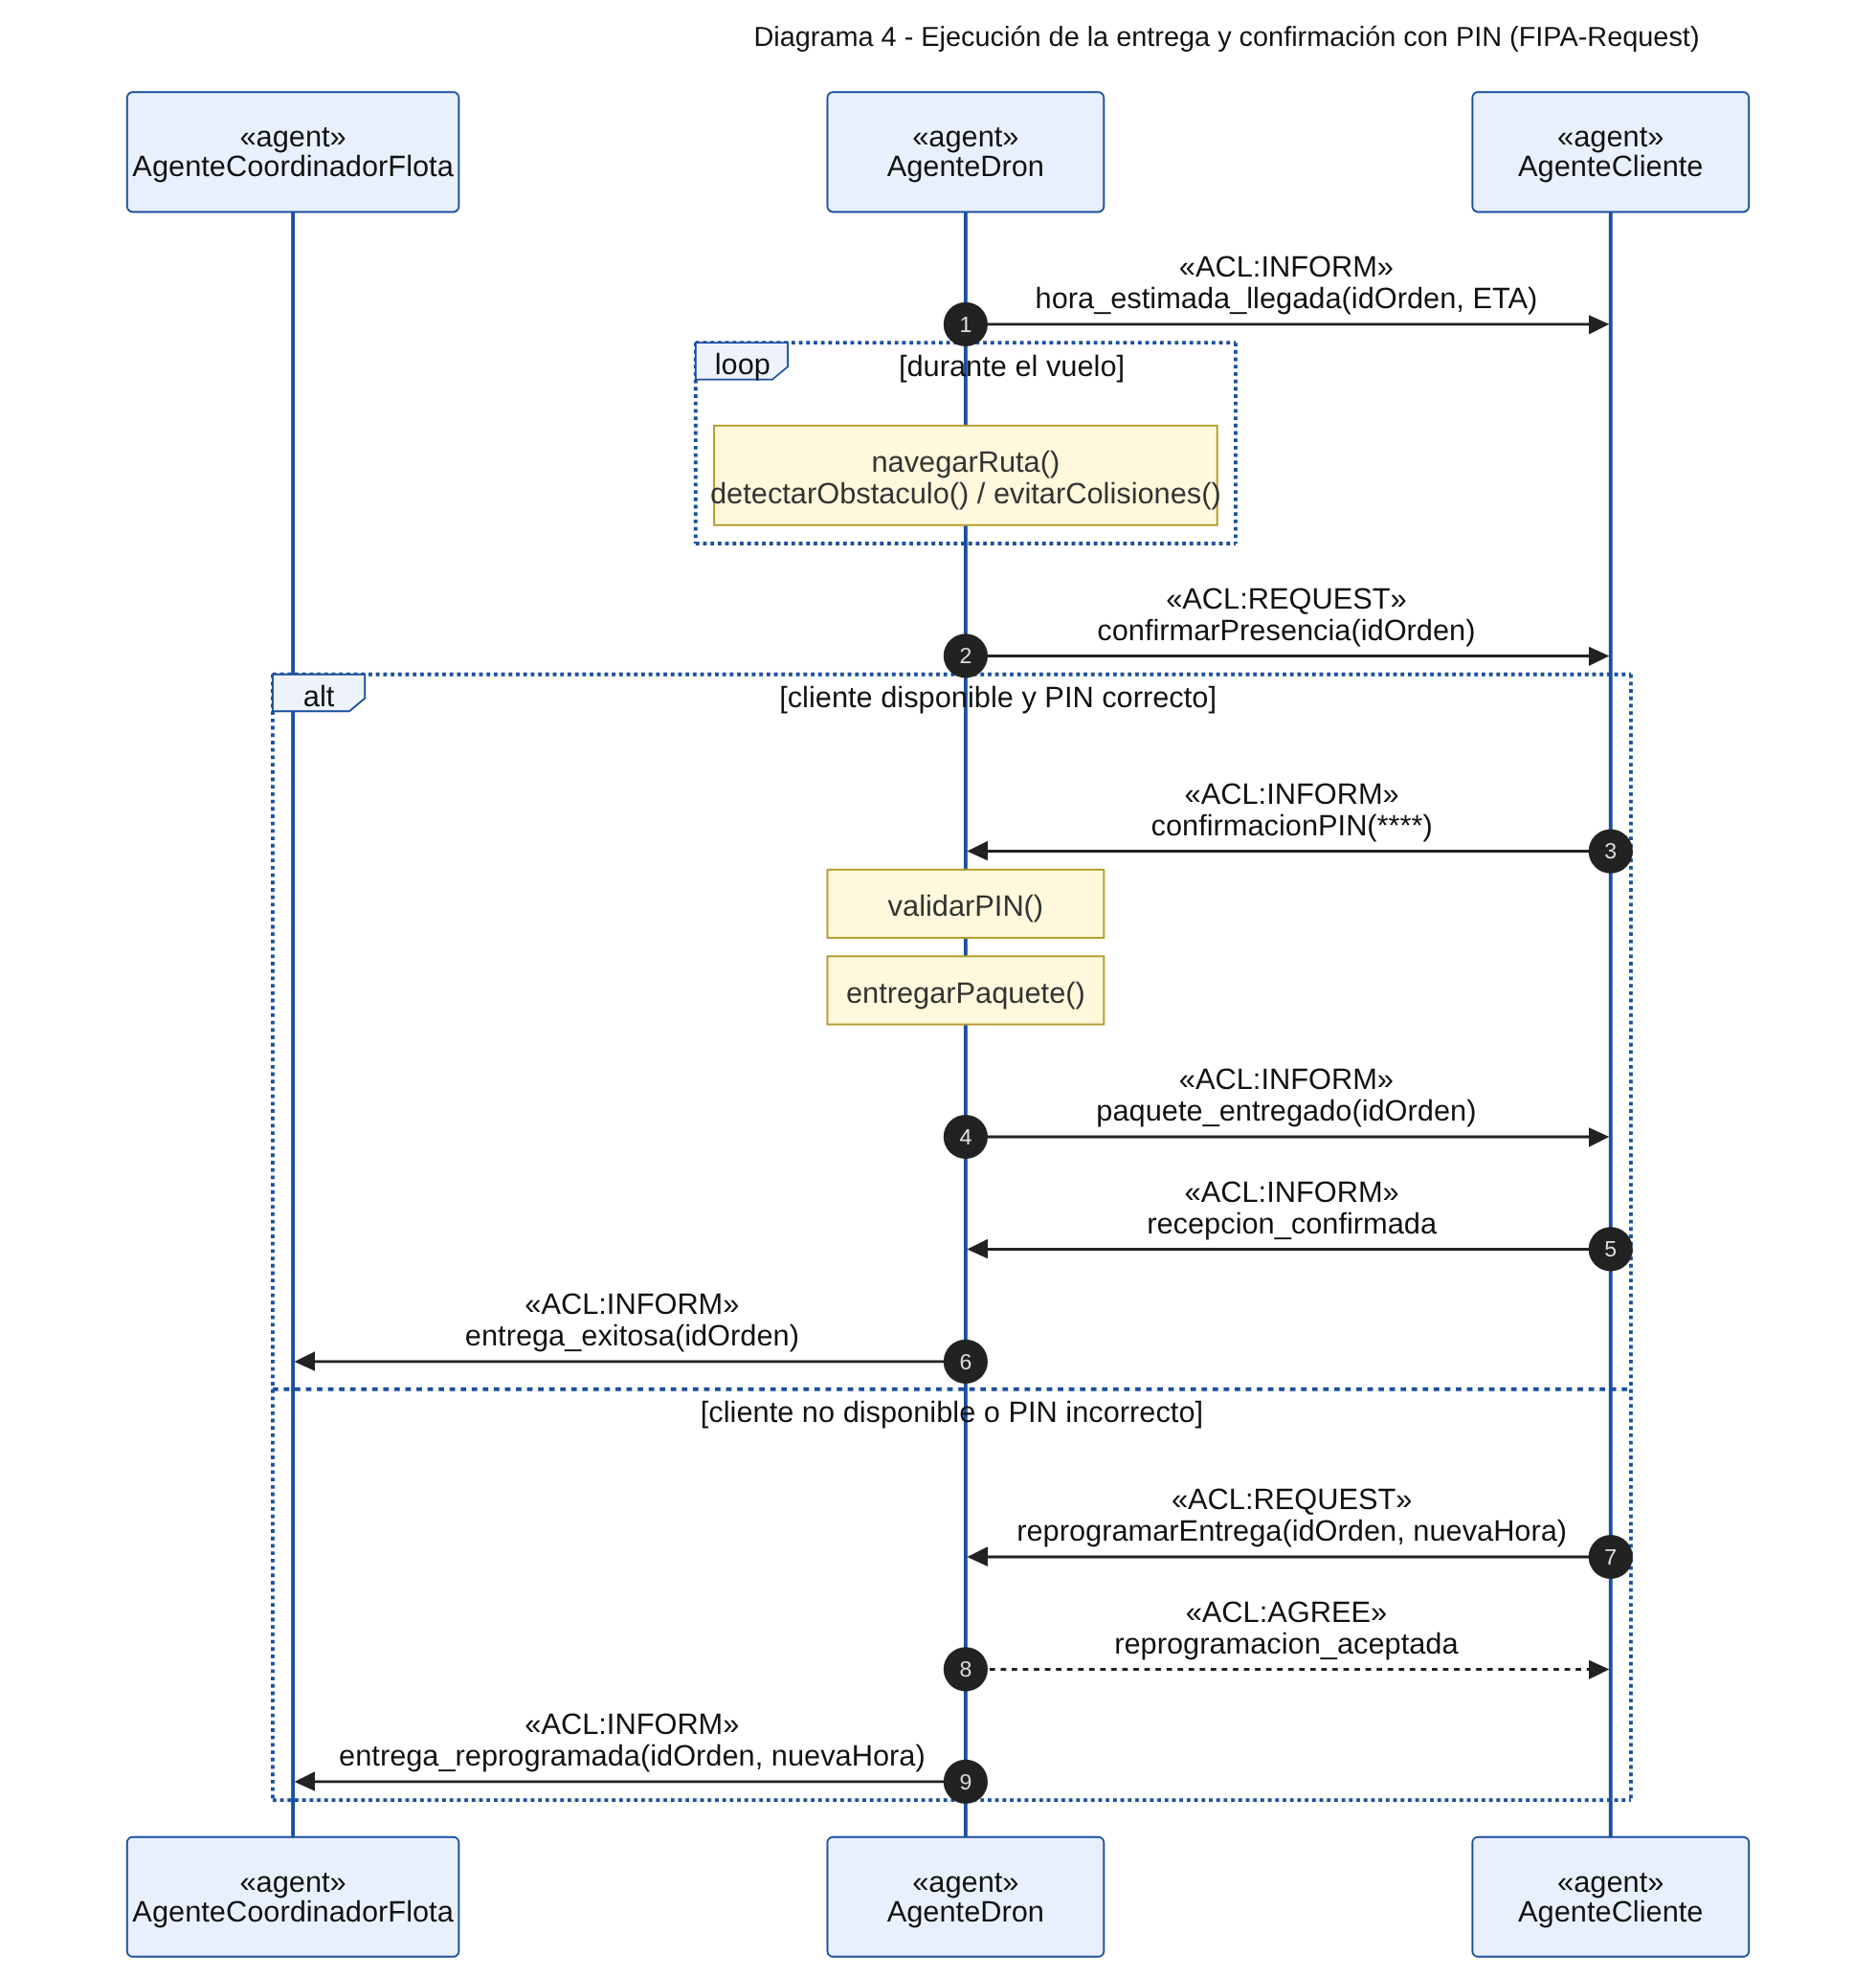 Diagrama 4 - Ejecución de la entrega y confirmación con PIN (FIPA-Request)
«agent»
AgenteCoordinadorFlota
«agent»
AgenteDron
«agent»
AgenteCliente
«ACL:INFORM»
hora_estimada_llegada(idOrden, ETA)
1
loop
[durante el vuelo]
navegarRuta()
detectarObstaculo() / evitarColisiones()
«ACL:REQUEST»
confirmarPresencia(idOrden)
2
alt
[cliente disponible y PIN correcto]
«ACL:INFORM»
confirmacionPIN(****)
3
validarPIN()
entregarPaquete()
«ACL:INFORM»
paquete_entregado(idOrden)
4
«ACL:INFORM»
recepcion_confirmada
5
«ACL:INFORM»
entrega_exitosa(idOrden)
6
[cliente no disponible o PIN incorrecto]
«ACL:REQUEST»
reprogramarEntrega(idOrden, nuevaHora)
7
«ACL:AGREE»
reprogramacion_aceptada
8
«ACL:INFORM»
entrega_reprogramada(idOrden, nuevaHora)
9
«agent»
AgenteCoordinadorFlota
«agent»
AgenteDron
«agent»
AgenteCliente